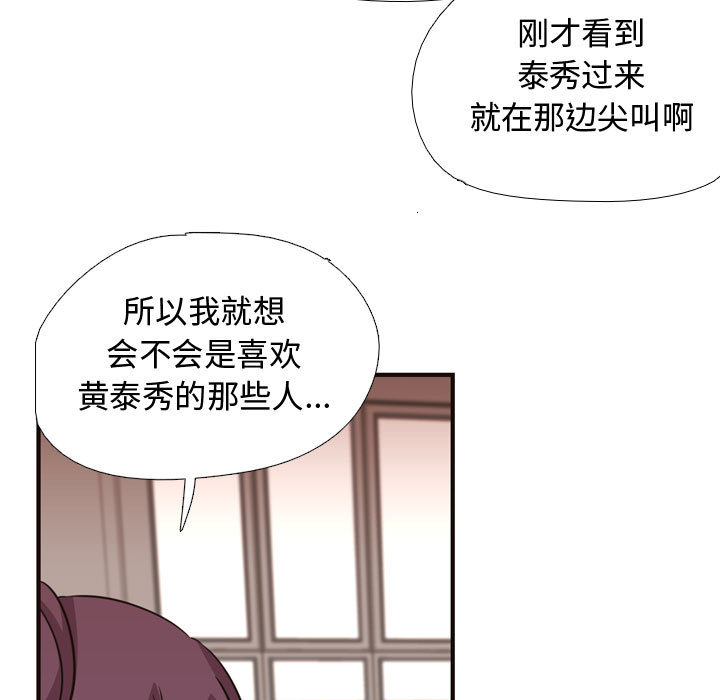 刚才看到
泰秀过来
就在那边尖叫啊
所以我就想
会不会是喜欢
黄泰秀的那些人...